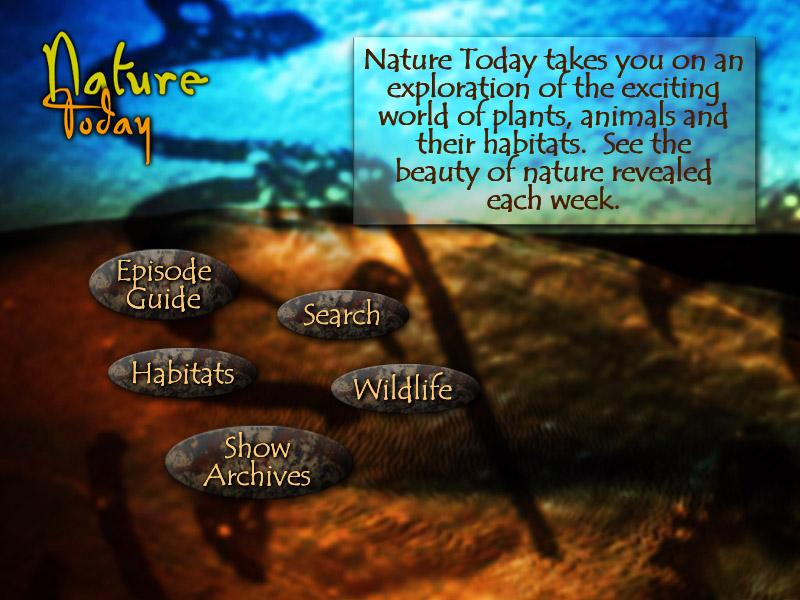 Nature
Today
Nature Today takes you on an
exploration of the exciting
world of plants, animals and
their habitats.  See the
beauty of nature revealed
each week.
Episode
Guide
Search
Habitats
Wildlife
Show
Archives